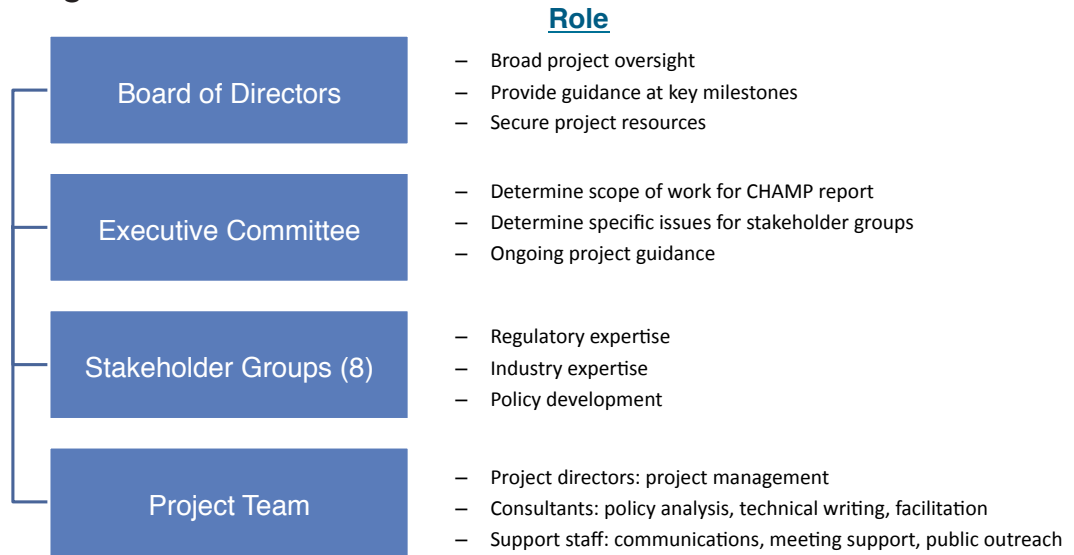 Role
Board of Directors
– Broad project oversight
– Provide guidance at key milestones
– Secure project resources
Executive Committee
– Determine scope of work for CHAMP report
– Determine specific issues for stakeholder groups
– Ongoing project guidance
Stakeholder Groups (8)
– Regulatory expertise
– Industry expertise
– Policy development
Project Team
– Project directors: project management
– Consultants: policy analysis, technical writing, facilitation
– Support staff: communications, meeting support, public outreach